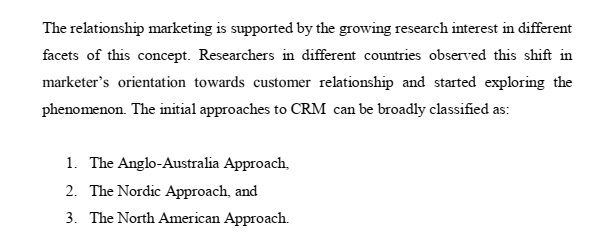 The relationship marketing is supported by the growing research interest in different
facets of this concept. Researchers in different countries observed this shift in
marketer's orientation towards customer relationship and started exploring the
phenomenon. The initial approaches to CRM can be broadly classified as:
1. The Anglo-Australia Approach,
2. The Nordic Approach, and
3. The North American Approach.